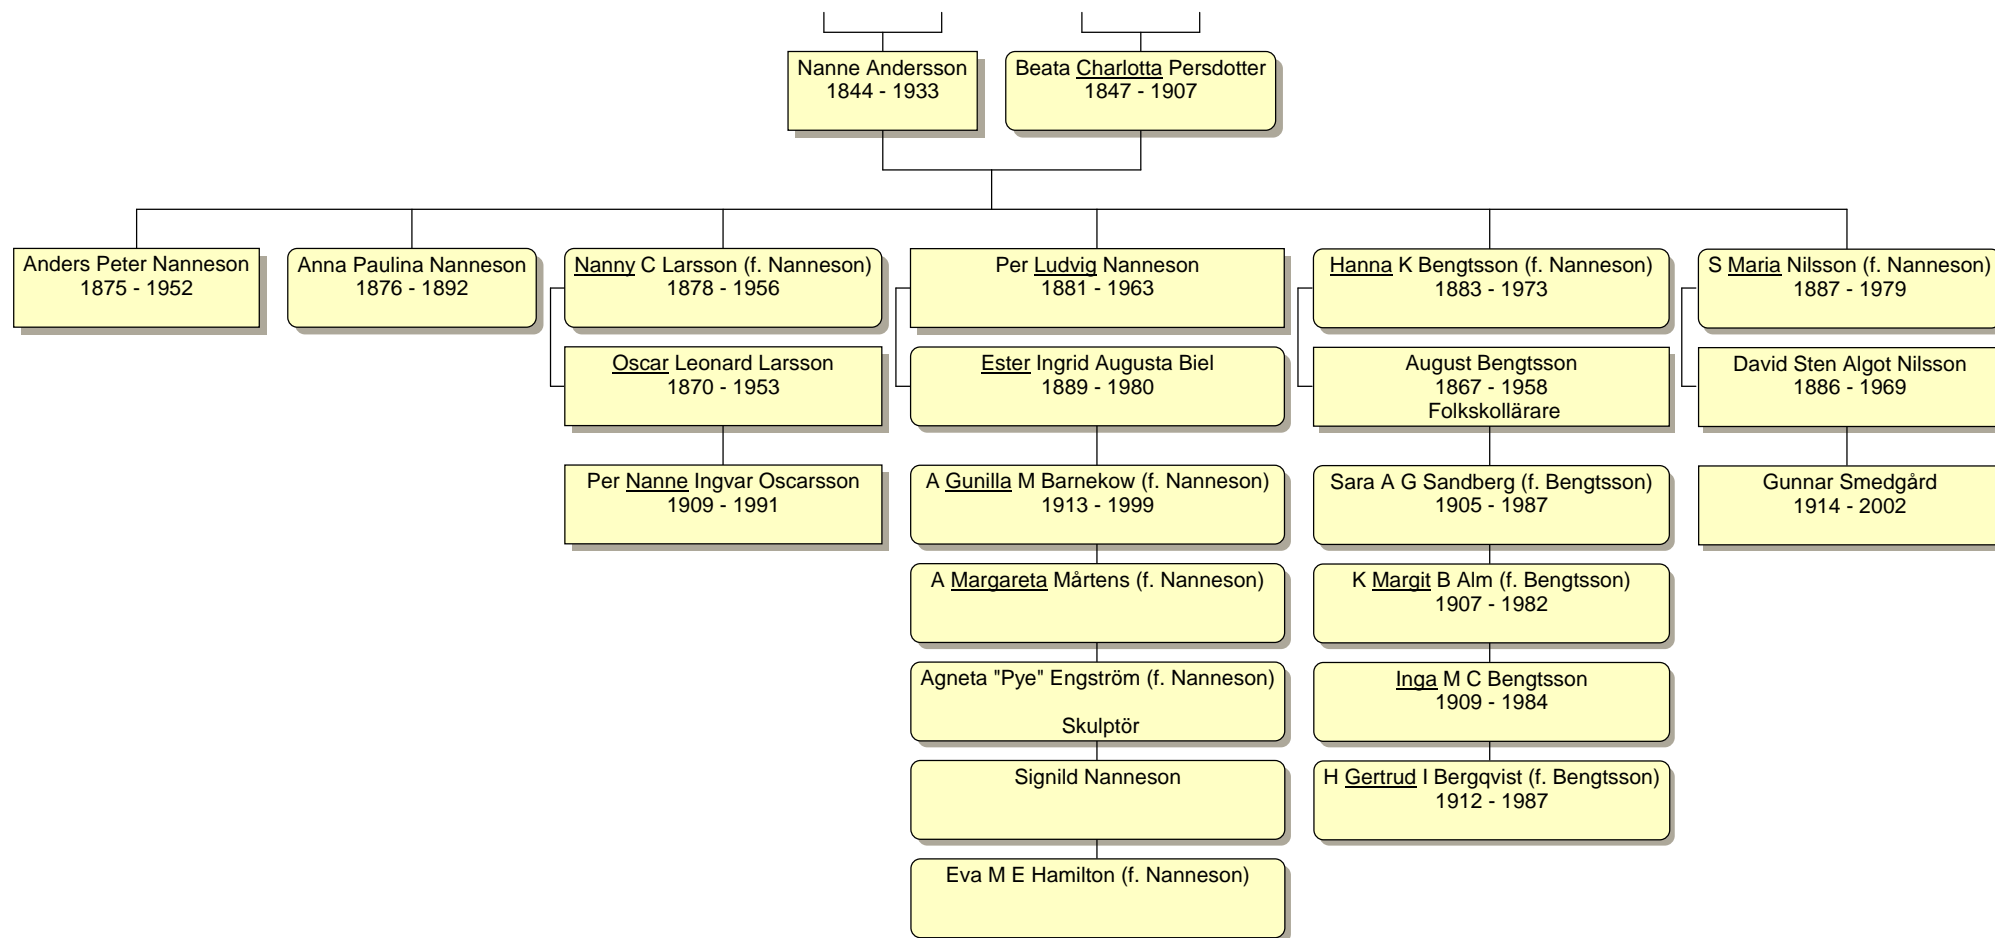 Nanne Andersson
1844 - 1933
Beata Charlotta Persdotter
1847 - 1907
Anders Peter Nanneson
1875 - 1952
Anna Paulina Nanneson
1876 - 1892
Nanny C Larsson (f. Nanneson)
1878 - 1956
Per Ludvig Nanneson
1881 - 1963
Hanna K Bengtsson (f. Nanneson)
1883 - 1973
S Maria Nilsson (f. Nanneson)
1887 - 1979
Oscar Leonard Larsson
1870 - 1953
Ester Ingrid Augusta Biel
1889 - 1980
August Bengtsson
1867 - 1958
Folkskollärare
David Sten Algot Nilsson
1886 - 1969
Per Nanne Ingvar Oscarsson
1909 - 1991
A Gunilla M Barnekow (f. Nanneson)
1913 - 1999
Sara A G Sandberg (f. Bengtsson)
1905 - 1987
Gunnar Smedgård
1914 - 2002
A Margareta Mårtens (f. Nanneson)
K Margit B Alm (f. Bengtsson)
1907 - 1982
Agneta "Pye" Engström (f. Nanneson)
Skulptör
Inga M C Bengtsson
1909 - 1984
Signild Nanneson
H Gertrud I Bergqvist (f. Bengtsson)
1912 - 1987
Eva M E Hamilton (f. Nanneson)